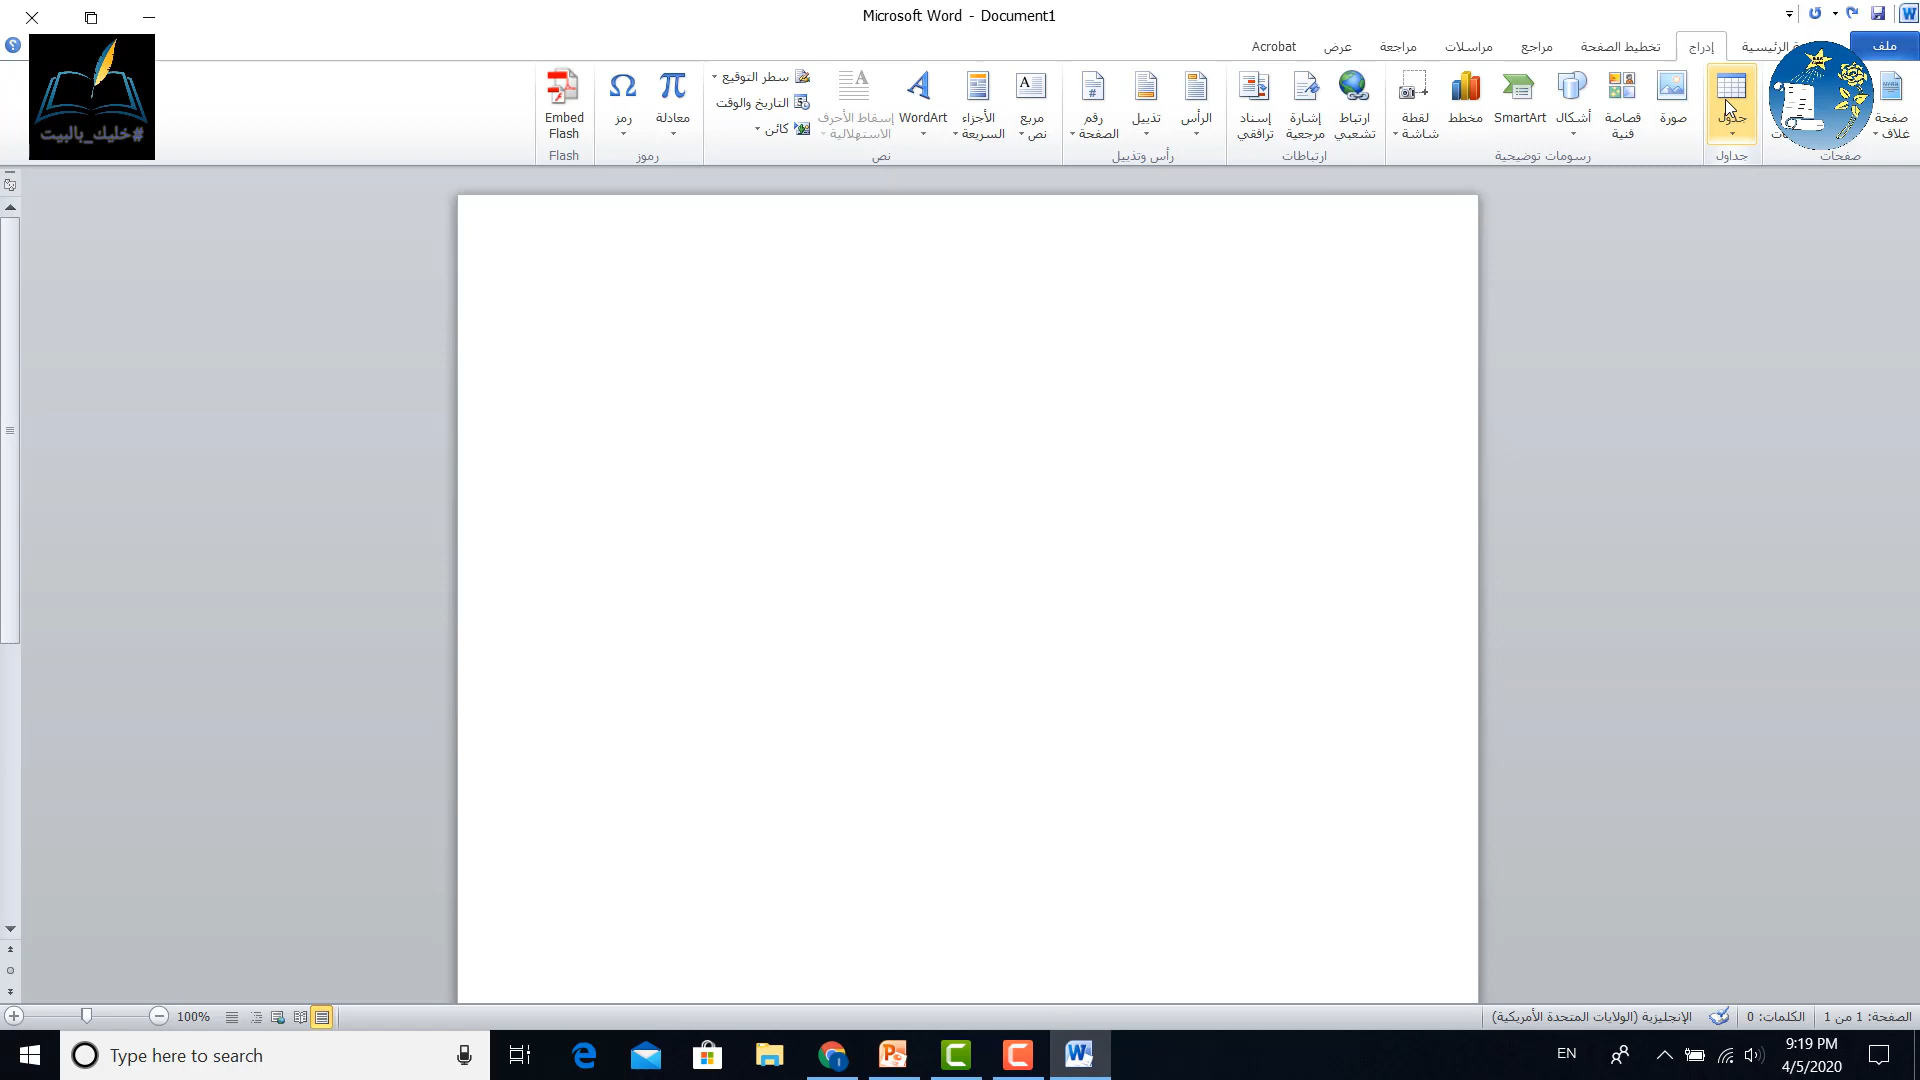 Microsoft Word - Document1
ملف
الرئيسية
إدراج
تخطيط الصفحة
مراجع
مراسلات
مراجعة
عرض
Acrobat
#خليك_بالبيت
صفحة
غلاف
جدول
صورة
قصاصة
فنية
أشكال
SmartArt
مخطط
لقطة
شاشة
ارتباط
تشعبي
إشارة
مرجعية
إسناد
ترافقي
الرأس
تذييل
رقم
الصفحة
مربع
نص
الأجزاء
السريعة
WordArt
إسقاط الأحرف
الاستهلالية
سطر التوقيع
التاريخ والوقت
كائن
معادلة
رمز
Embed
Flash
صفحات
جداول
رسومات توضيحية
ارتباطات
رأس وتذييل
نص
رموز
Flash
الصفحة: 1 من 1
الكلمات: 0
الإنجليزية (الولايات المتحدة الأمريكية)
100%
Type here to search
EN
9:19 PM
4/5/2020